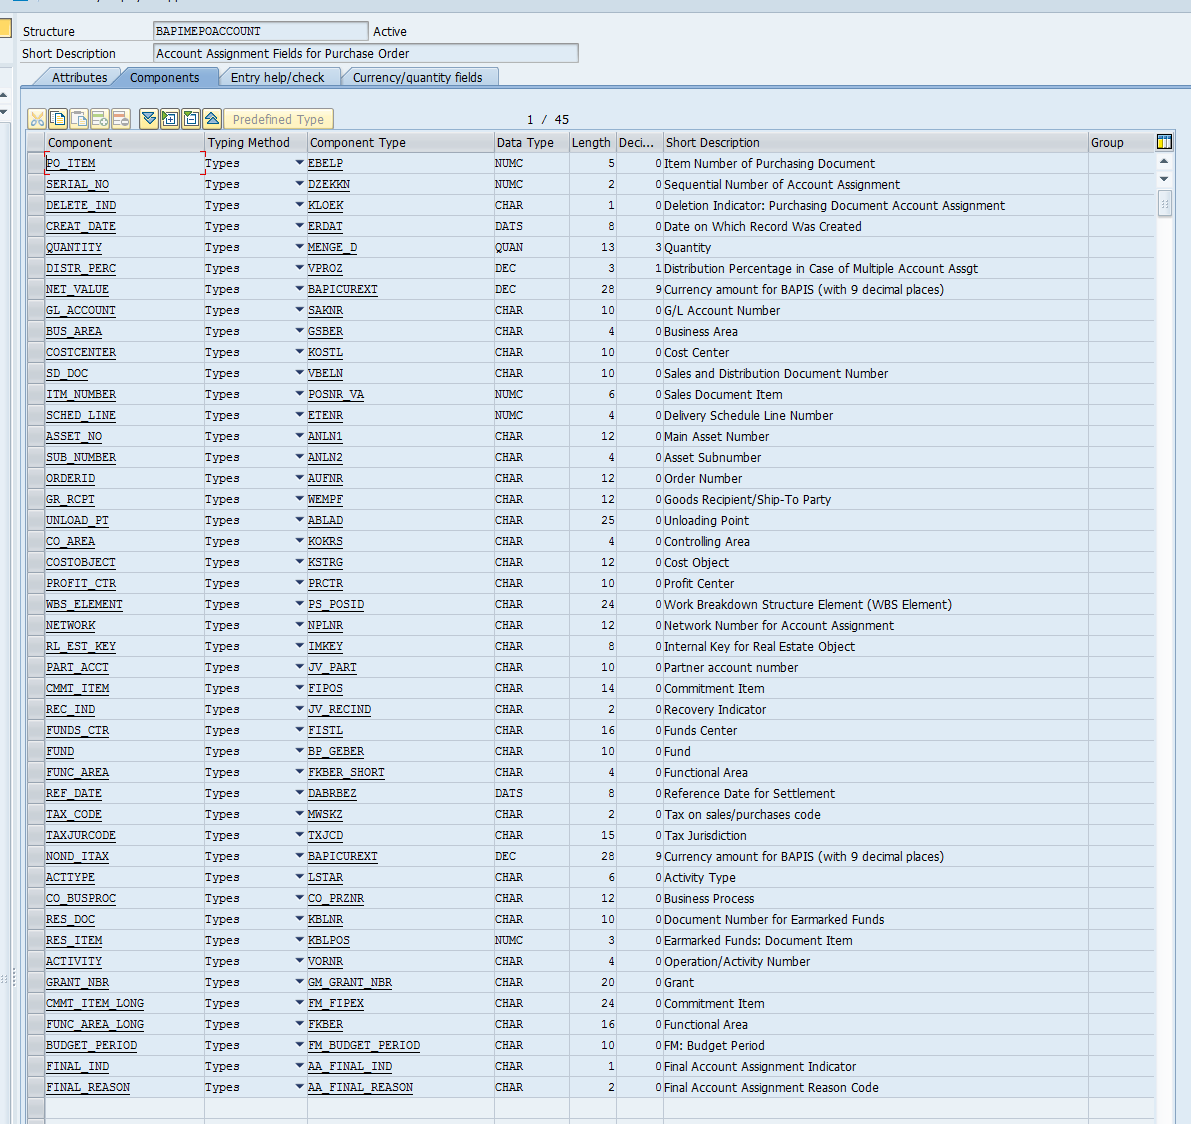 Structure BAPIMEPOACCOUNT Active
Short Description Account Assignment Fields for Purchase Order
Attributes Components Entry help/check Currency/quantity fields
Predefined Type 1 / 45
Component Typing Method Component Type Data Type Length Deci... Short Description Group
PO_ITEM Types EBELP NUMC 5 0 Item Number of Purchasing Document
SERIAL_NO Types DZEKKN NUMC 2 0 Sequential Number of Account Assignment
DELETE_IND Types KLOEK CHAR 1 0 Deletion Indicator: Purchasing Document Account Assignment
CREAT_DATE Types ERDAT DATS 8 0 Date on Which Record Was Created
QUANTITY Types MENGE_D QUAN 13 3 Quantity
DISTR_PERC Types VPROZ DEC 3 1 Distribution Percentage in Case of Multiple Account Assgt
NET_VALUE Types BAPICUREXT DEC 28 9 Currency amount for BAPIS (with 9 decimal places)
GL_ACCOUNT Types SAKNR CHAR 10 0 G/L Account Number
BUS_AREA Types GSBER CHAR 4 0 Business Area
COSTCENTER Types KOSTL CHAR 10 0 Cost Center
SD_DOC Types VBELN CHAR 10 0 Sales and Distribution Document Number
ITM_NUMBER Types POSNR_VA NUMC 6 0 Sales Document Item
SCHED_LINE Types ETENR NUMC 4 0 Delivery Schedule Line Number
ASSET_NO Types ANLN1 CHAR 12 0 Main Asset Number
SUB_NUMBER Types ANLN2 CHAR 4 0 Asset Subnumber
ORDERID Types AUFNR CHAR 12 0 Order Number
GR_RCPT Types WEMPF CHAR 12 0 Goods Recipient/Ship-To Party
UNLOAD_PT Types ABLAD CHAR 25 0 Unloading Point
CO_AREA Types KOKRS CHAR 4 0 Controlling Area
COSTOBJECT Types KSTRG CHAR 12 0 Cost Object
PROFIT_CTR Types PRCTR CHAR 10 0 Profit Center
WBS_ELEMENT Types PS_POSID CHAR 24 0 Work Breakdown Structure Element (WBS Element)
NETWORK Types NPLNR CHAR 12 0 Network Number for Account Assignment
RL_EST_KEY Types IMKEY CHAR 8 0 Internal Key for Real Estate Object
PART_ACCT Types JV_PART CHAR 10 0 Partner account number
CMMT_ITEM Types FIPOS CHAR 14 0 Commitment Item
REC_IND Types JV_RECIND CHAR 2 0 Recovery Indicator
FUNDS_CTR Types FISTL CHAR 16 0 Funds Center
FUND Types BP_GEBER CHAR 10 0 Fund
FUNC_AREA Types FKBER_SHORT CHAR 4 0 Functional Area
REF_DATE Types DABRBEZ DATS 8 0 Reference Date for Settlement
TAX_CODE Types MWSKZ CHAR 2 0 Tax on sales/purchases code
TAXJURCODE Types TXJCD CHAR 15 0 Tax Jurisdiction
NOND_ITAX Types BAPICUREXT DEC 28 9 Currency amount for BAPIS (with 9 decimal places)
ACTTYPE Types LSTAR CHAR 6 0 Activity Type
CO_BUSPROC Types CO_PRZNR CHAR 12 0 Business Process
RES_DOC Types KBLNR CHAR 10 0 Document Number for Earmarked Funds
RES_ITEM Types KBLPOS NUMC 3 0 Earmarked Funds: Document Item
ACTIVITY Types VORNR CHAR 4 0 Operation/Activity Number
GRANT_NBR Types GM_GRANT_NBR CHAR 20 0 Grant
CMMT_ITEM_LONG Types FM_FIPEX CHAR 24 0 Commitment Item
FUNC_AREA_LONG Types FKBER CHAR 16 0 Functional Area
BUDGET_PERIOD Types FM_BUDGET_PERIOD CHAR 10 0 FM: Budget Period
FINAL_IND Types AA_FINAL_IND CHAR 1 0 Final Account Assignment Indicator
FINAL_REASON Types AA_FINAL_REASON CHAR 2 0 Final Account Assignment Reason Code